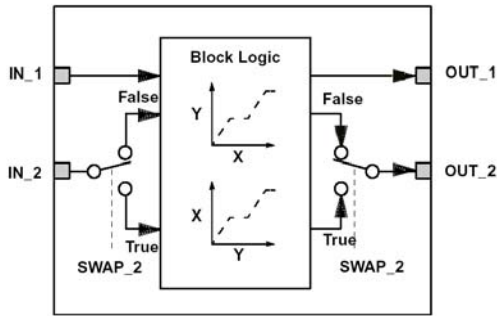 Block Logic
IN_1
OUT_1
False
Y
X
False
IN_2
OUT_2
X
Y
True
True
SWAP_2
SWAP_2